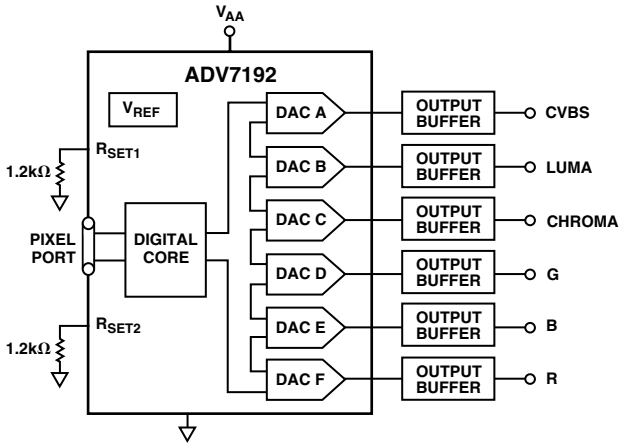 VAA
ADV7192
VREF
RSET1
1.2kΩ
PIXEL
PORT
DIGITAL
CORE
RSET2
1.2kΩ
DAC A
OUTPUT
BUFFER
CVBS
DAC B
OUTPUT
BUFFER
LUMA
DAC C
OUTPUT
BUFFER
CHROMA
DAC D
OUTPUT
BUFFER
G
DAC E
OUTPUT
BUFFER
B
DAC F
OUTPUT
BUFFER
R